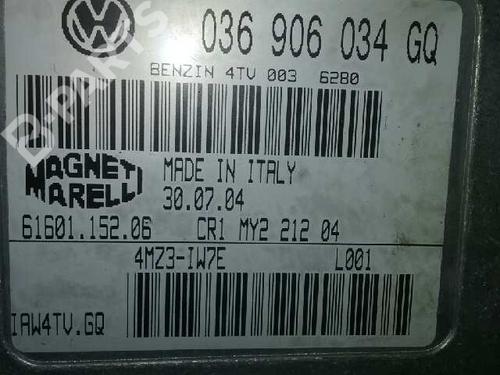 036 906 034 GQ
BENZIN 4TV 003 6280
MAGNETI MARELLI
MADE IN ITALY
30.07.04
61601.152.06 CR1 MY2 212 04
4MZ3-IW7E L001
IAW4TV.GQ
B-PARTS